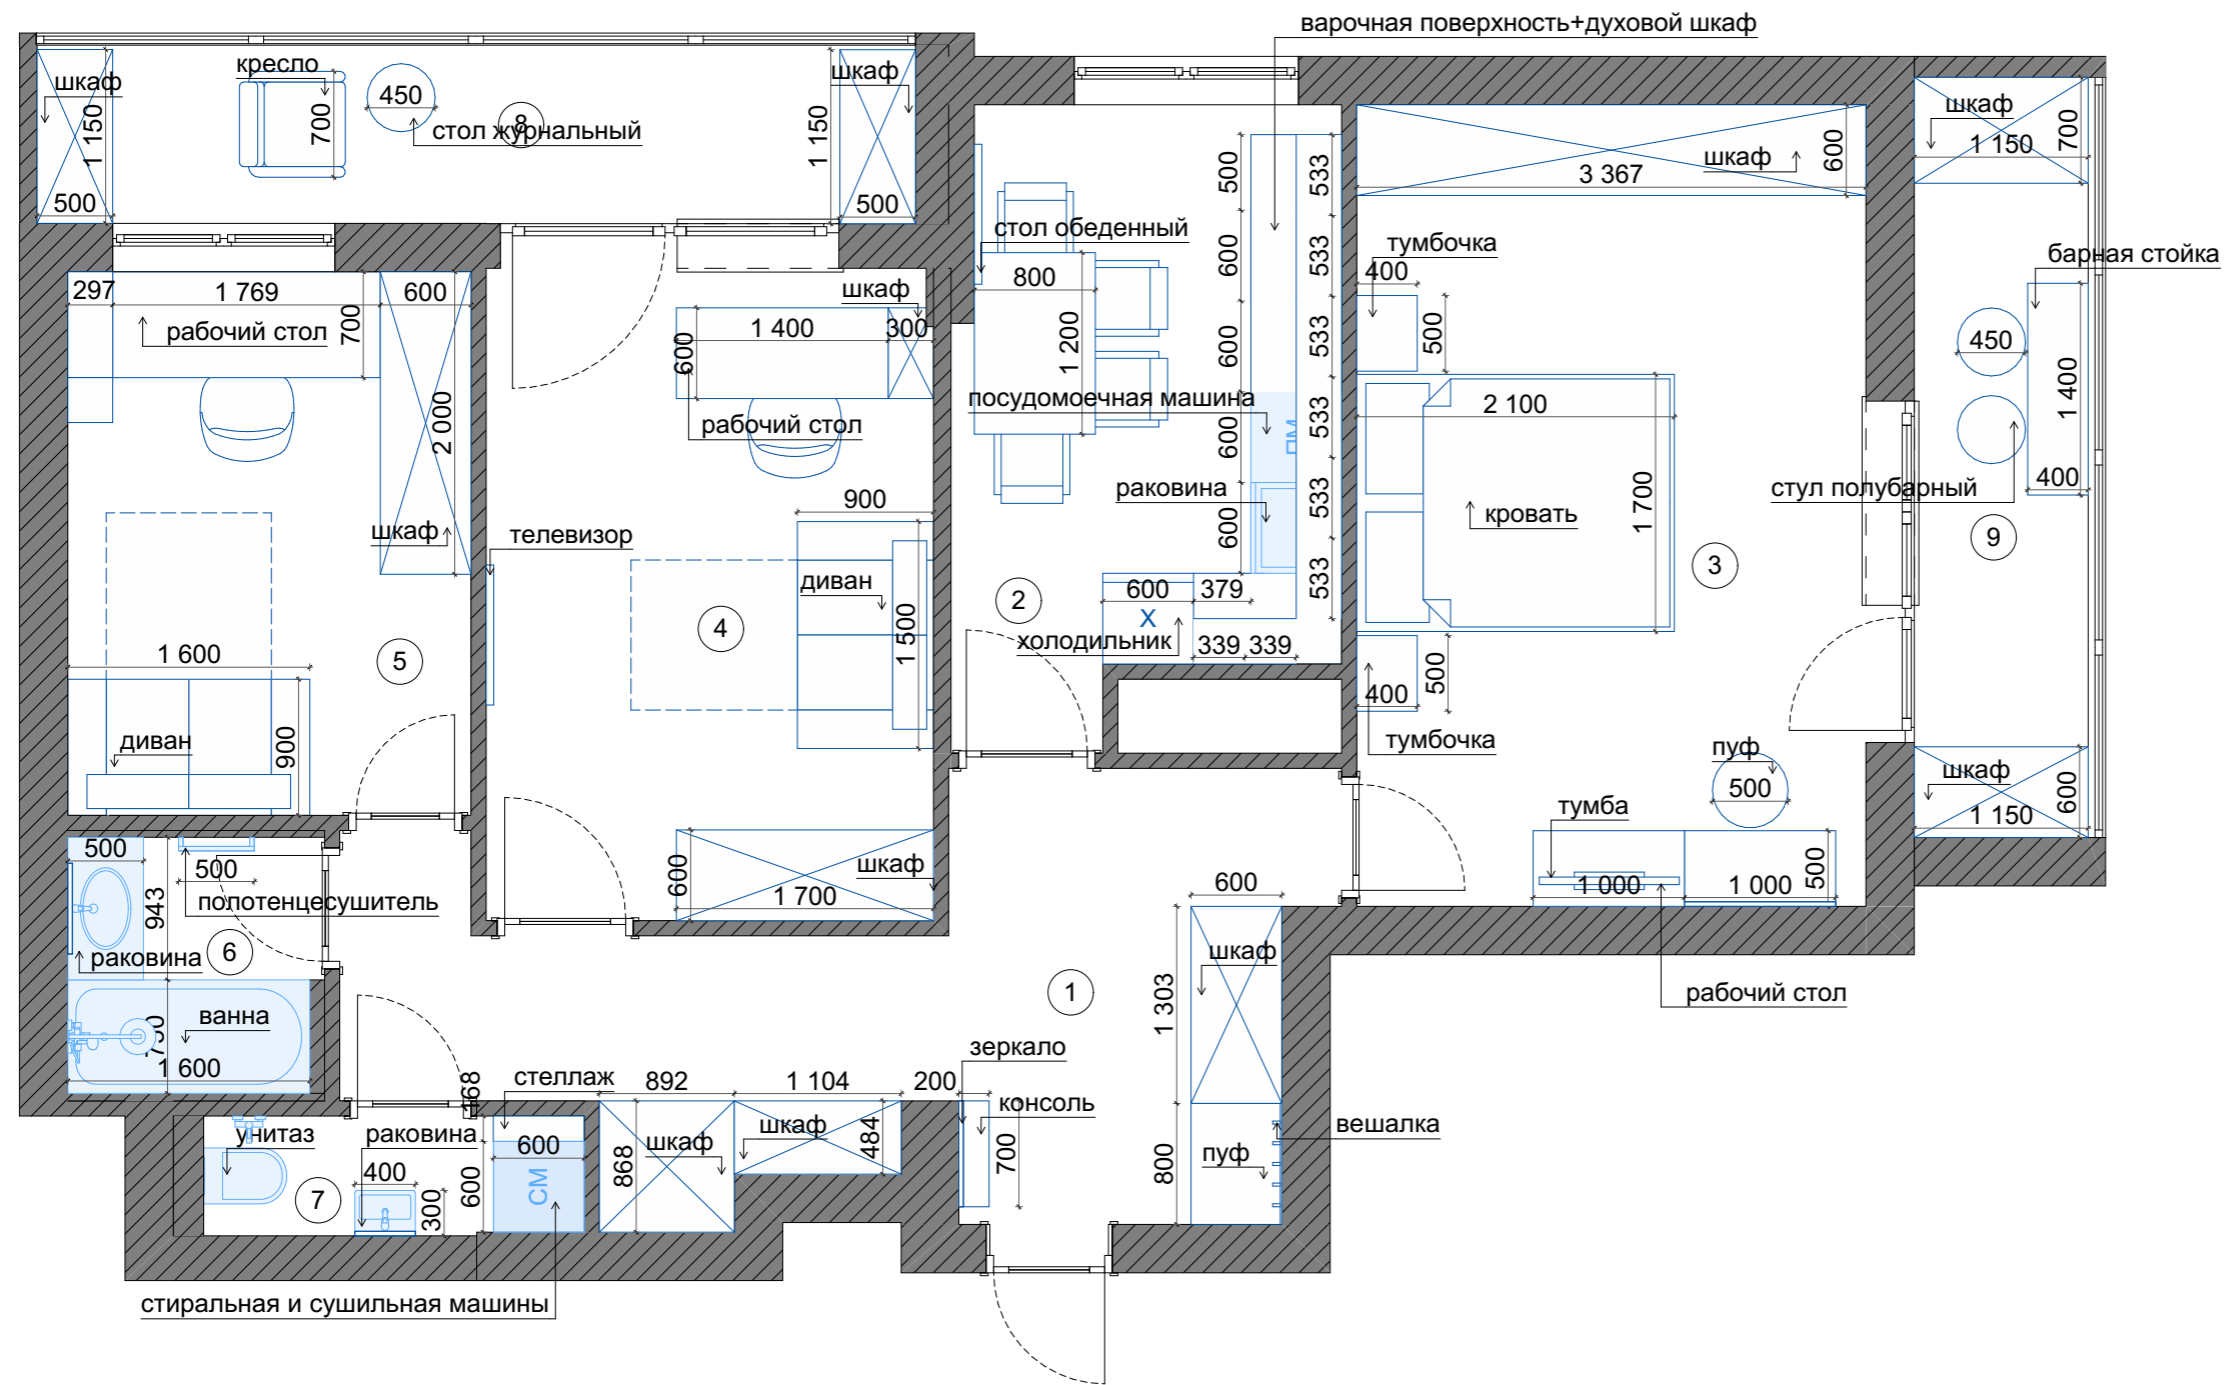 варочная поверхность+духовой шкаф
шкаф
1 150
500
кресло
700
450
8
стол журнальный
шкаф
1 150
500
297
1 769
600
рабочий стол
700
2 000
шкаф
1 600
диван
900
5
шкаф
1 400
300
600
рабочий стол
900
телевизор
диван
1 500
4
600
шкаф
1 700
стол обеденный
800
1 200
500
600
600
600
600
533
533
533
533
533
533
посудомоечная машина
ПМ
раковина
2
600
379
X
холодильник
339
339
шкаф
3 367
600
тумбочка
400
500
2 100
1 700
кровать
3
400
500
тумбочка
пуф
500
тумба
1 000
1 000
500
рабочий стол
шкаф
1 150
700
барная стойка
450
1 400
400
стул полубарный
9
шкаф
1 150
600
500
500
943
полотенцесушитель
6
раковина
ванна
1 600
унитаз
раковина
400
300
7
168
стеллаж
600
600
СМ
стиральная и сушильная машины
892
1 104
шкаф
868
шкаф
484
200
зеркало
консоль
700
1
600
шкаф
1 303
800
пуф
вешалка